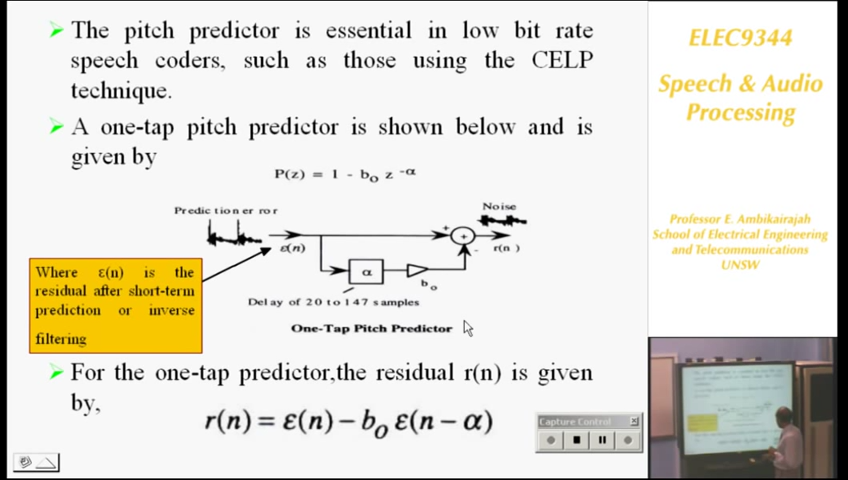 The pitch predictor is essential in low bit rate
speech coders, such as those using the CELP
technique.
A one-tap pitch predictor is shown below and is
given by
P(z) = 1 - b₀ z ⁻ᵅ
Predic tion er ror
Noise
+
+
-
ε(n)
r(n )
α
b₀
Where ε(n) is the
residual after short-term
prediction or inverse
filtering
Delay of 20 to 147 samples
One-Tap Pitch Predictor
For the one-tap predictor,the residual r(n) is given
by,
r(n) = ε(n) – b₀ ε(n – α)
Capture Control
ELEC9344
Speech & Audio
Processing
Professor E. Ambikairajah
School of Electrical Engineering
and Telecommunications
UNSW